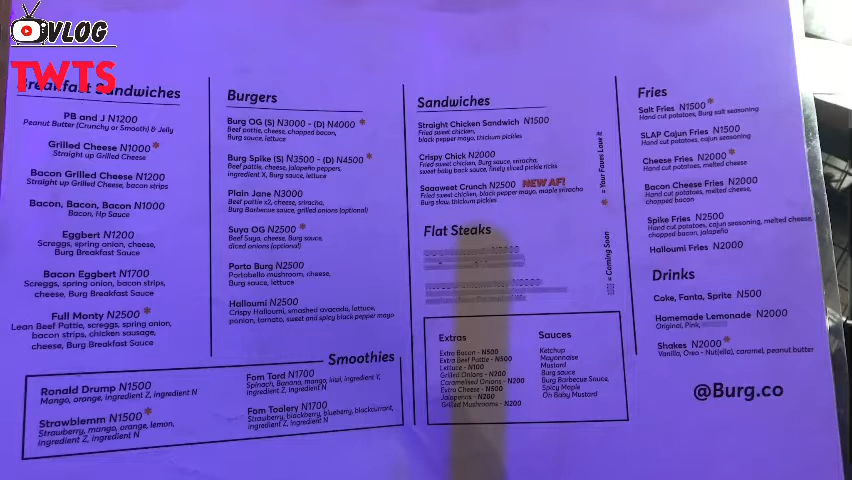 VLOG
TWTS
Breakfast Sandwiches
PB and J N1200
Peanut Butter (Crunchy or Smooth) & Jelly
Grilled Cheese N1000*
Straight up Grilled Cheese
Bacon Grilled Cheese N1200
Straight up Grilled Cheese, bacon strips
Bacon, Bacon, Bacon N1000
Bacon, Hp Sauce
Eggbert N1200
Screggs, spring onion, cheese,
Burg Breakfast Sauce
Bacon Eggbert N1700
Screggs, spring onion, bacon strips,
cheese, Burg Breakfast Sauce
Full Monty N2500*
Lean Beef Pattie, screggs, spring onion,
bacon strips, chicken sausage,
cheese, Burg Breakfast Sauce
Burgers
Burg OG (S) N3000 - (D) N4000 *
Beef pattie, cheese, chopped bacon,
Burg sauce, lettuce
Burg Spike (S) N3500 - (D) N4500 *
Beef pattie, cheese, jalapeño peppers,
ingredient X, Burg sauce, lettuce
Plain Jane N3000
Beef pattie x2, cheese, sriracha,
Burg Barbecue sauce, grilled onions (optional)
Suya OG N2500 *
Beef Suya, cheese, Burg sauce,
diced onions (optional)
Porto Burg N2500
Portobello mushroom, cheese,
Burg sauce, lettuce
Halloumi N2500
Crispy Halloumi, smashed avocado, lettuce,
onion, tomato, sweet and spicy black pepper mayo
Smoothies
Ronald Drump N1500
Mango, orange, ingredient Z, ingredient N
Strawblemm N1500*
Strawberry, mango, orange, lemon,
ingredient Z, ingredient N
Fom Tord N1700
Spinach, Banana, mango, kiwi, ingredient Y,
ingredient Z, ingredient N
Fom Toolery N1700
Strawberry, blackberry, blueberry, blackcurrant,
ingredient Z, ingredient N
Sandwiches
Straight Chicken Sandwich N1500
Fried sweet chicken,
black pepper mayo, thickum pickles
Crispy Chick N2000
Fried sweet chicken, Burg sauce, sriracha,
sweet baby back sauce, finely sliced pickle ricks
Saaaweet Crunch N2500 NEW AF!
Fried sweet chicken, black pepper mayo, maple sriracha
Burg slaw, thickum pickles
Flat Steaks
* = Your Faves Low #
= Coming Soon
Extras
Extra Bacon - N500
Extra Beef Pattie - N500
Lettuce - N100
Grilled Onions - N200
Caramelised Onions - N200
Extra Cheese - N500
Jalapenos - N200
Grilled Mushrooms - N200
Sauces
Ketchup
Mayonnaise
Mustard
Burg sauce
Burg Barbecue Sauce,
Spicy Maple
Oh Baby Mustard
Fries
Salt Fries N1500*
Hand cut potatoes, Burg salt seasoning
SLAP Cajun Fries N1500
Hand cut potatoes, cajun seasoning
Cheese Fries N2000*
Hand cut potatoes, melted cheese
Bacon Cheese Fries N2000
Hand cut potatoes, melted cheese,
chopped bacon
Spike Fries N2500
Hand cut potatoes, cajun seasoning, melted cheese,
chopped bacon, jalapeño
Halloumi Fries N2000
Drinks
Coke, Fanta, Sprite N500
Homemade Lemonade N2000
Original, Pink,
Shakes N2000*
Vanilla, Oreo - Nut(ella), caramel, peanut butter
@Burg.co